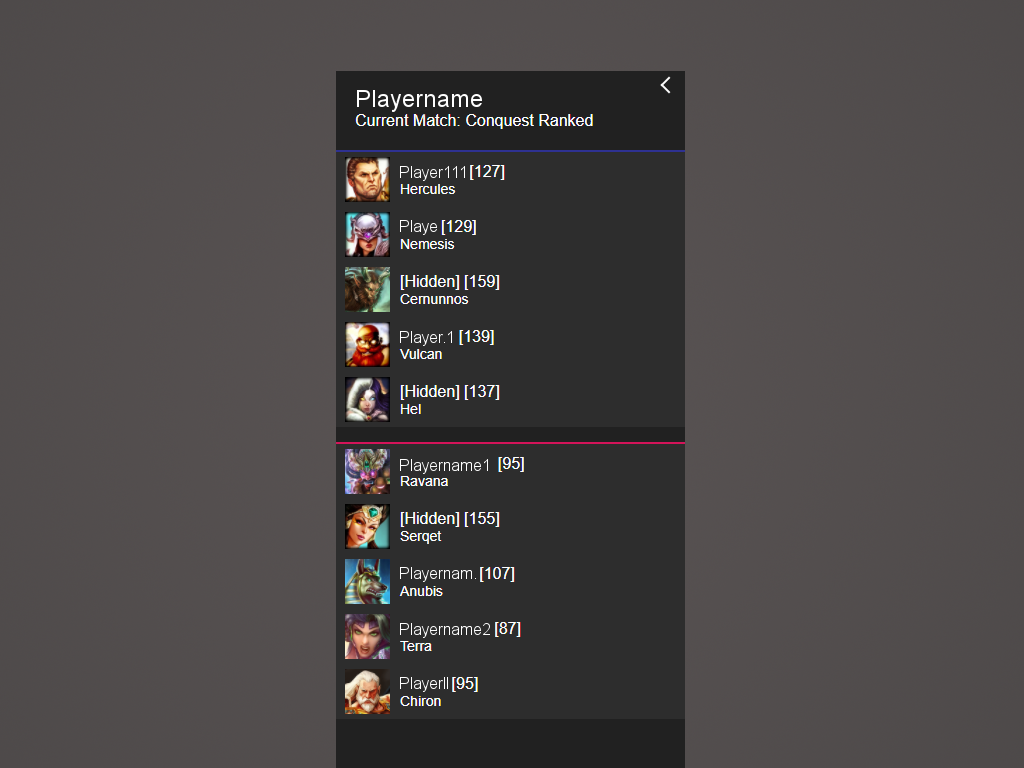 Playername
Current Match: Conquest Ranked
Player111 [127]
Hercules
Playe [129]
Nemesis
[Hidden] [159]
Cernunnos
Player.1 [139]
Vulcan
[Hidden] [137]
Hel
Playername1 [95]
Ravana
[Hidden] [155]
Serqet
Playernam. [107]
Anubis
Playername2 [87]
Terra
Playerll [95]
Chiron